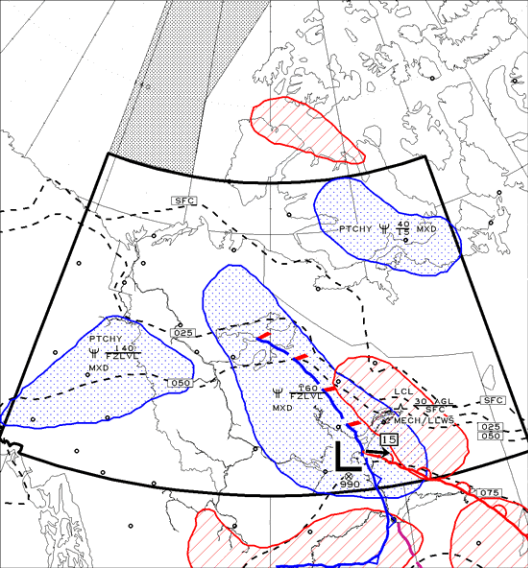 SFC
PTCHY 40 MXD
15
025
PTCHY
140
FZLVL
MXD
050
160
FZLVL
MXD
LCL
30 AGL
SFC
MECH/LLWS
SFC
025
050
15
L
990
075